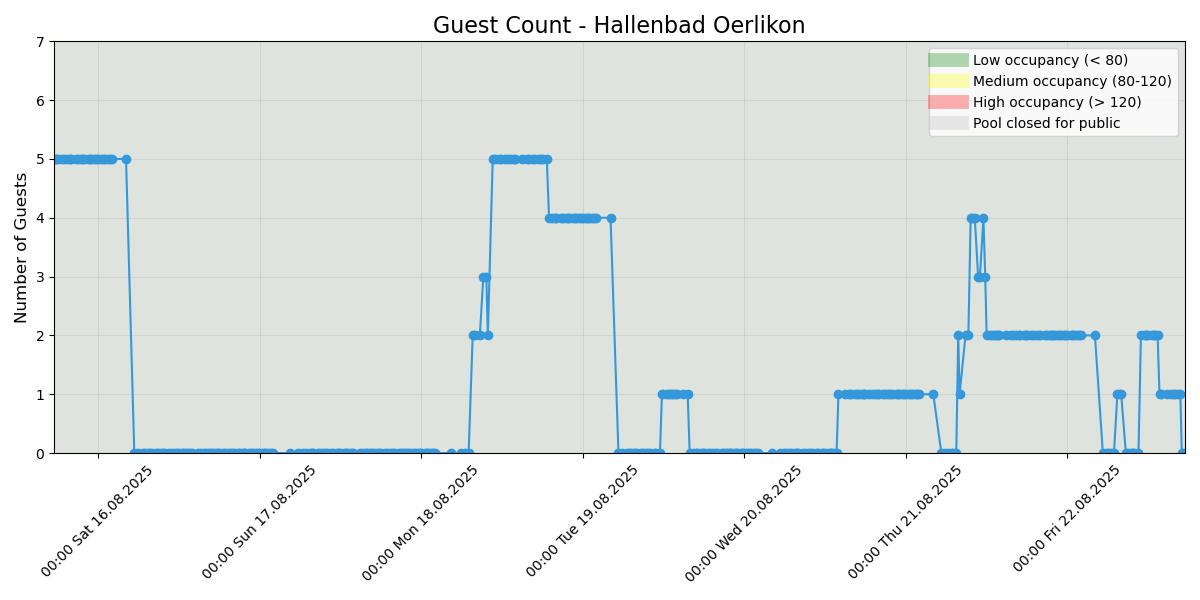 Guest Count - Hallenbad Oerlikon
Number of Guests
7
6
5
4
3
2
1
0
Low occupancy (< 80)
Medium occupancy (80-120)
High occupancy (> 120)
Pool closed for public
00:00 Sat 16.08.2025
00:00 Sun 17.08.2025
00:00 Mon 18.08.2025
00:00 Tue 19.08.2025
00:00 Wed 20.08.2025
00:00 Thu 21.08.2025
00:00 Fri 22.08.2025